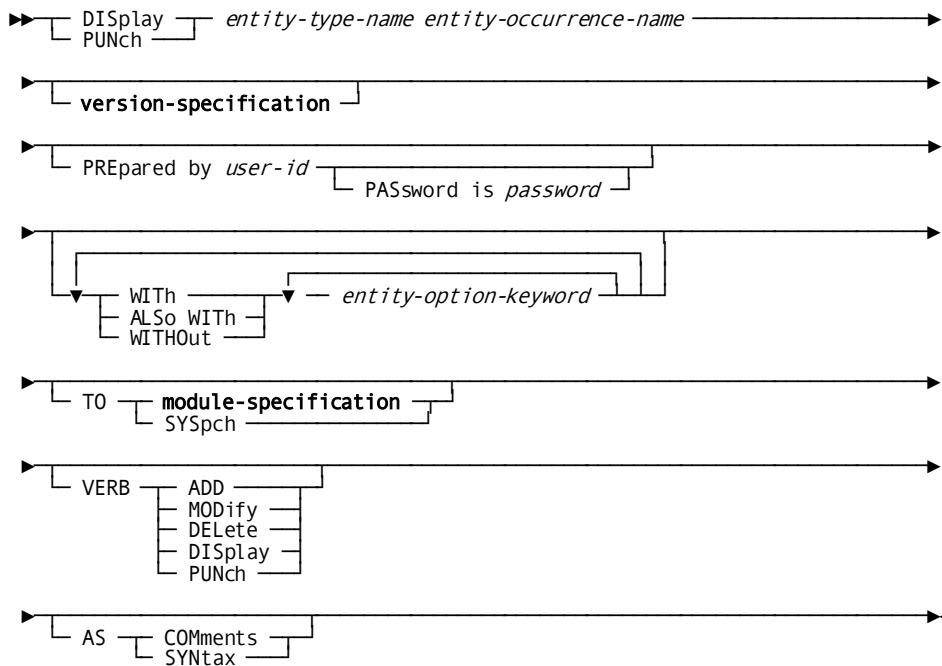 DISplay entity-type-name entity-occurrence-name
PUNch
version-specification
PREpared by user-id
PASsword is password
WITh entity-option-keyword
ALSo WITh
WITHOut
TO module-specification
SYSpch
VERB ADD
MODify
DELete
DISplay
PUNch
AS COMments
SYNtax